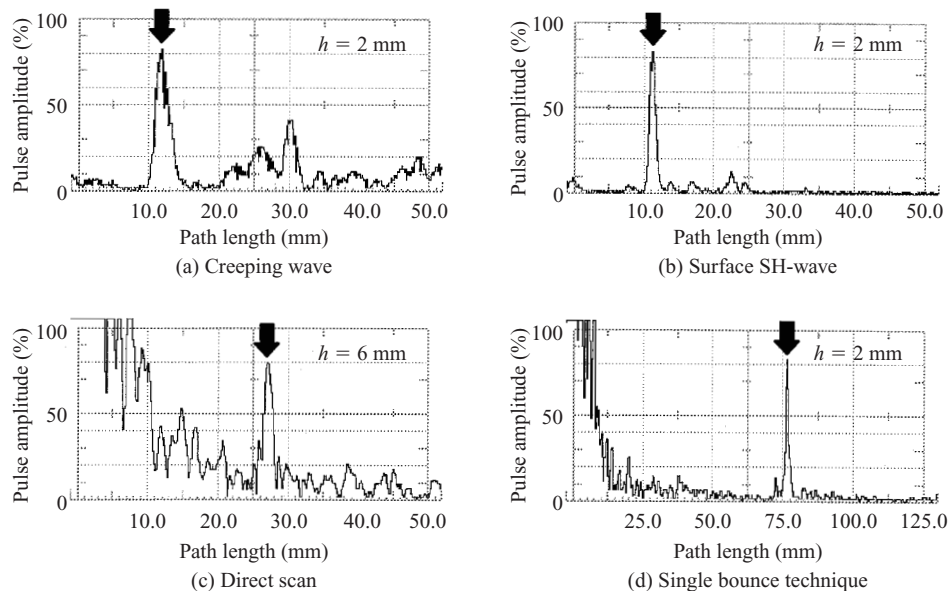 100
50
0
Pulse amplitude (%)
h = 2 mm
10.0 20.0 30.0 40.0 50.0
Path length (mm)
(a) Creeping wave
100
50
0
Pulse amplitude (%)
h = 2 mm
10.0 20.0 30.0 40.0 50.0
Path length (mm)
(b) Surface SH-wave
100
50
0
Pulse amplitude (%)
h = 6 mm
10.0 20.0 30.0 40.0 50.0
Path length (mm)
(c) Direct scan
100
50
0
Pulse amplitude (%)
h = 2 mm
25.0 50.0 75.0 100.0 125.0
Path length (mm)
(d) Single bounce technique